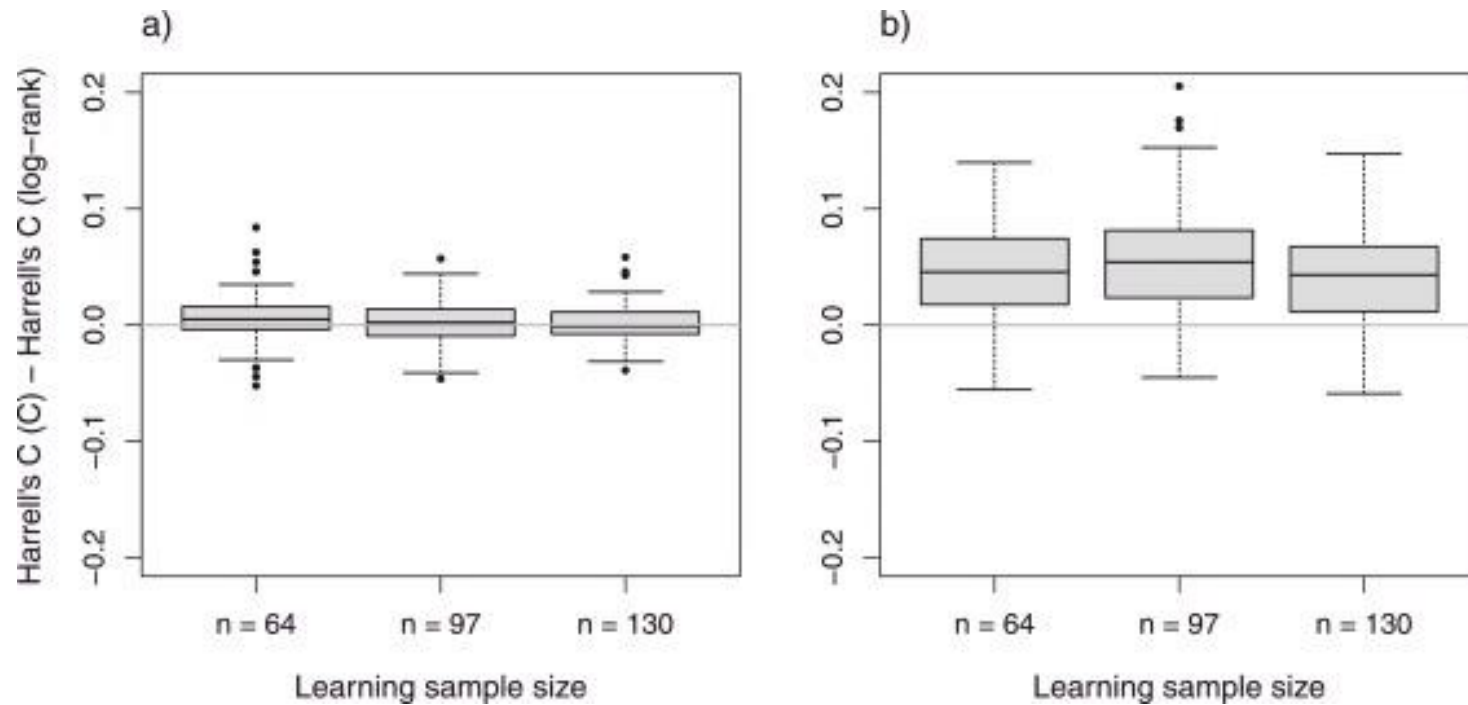 a)
Harrell's C (C) − Harrell's C (log−rank)
0.2
0.1
0.0
−0.1
−0.2
n = 64
n = 97
n = 130
Learning sample size
b)
0.2
0.1
0.0
−0.1
−0.2
n = 64
n = 97
n = 130
Learning sample size